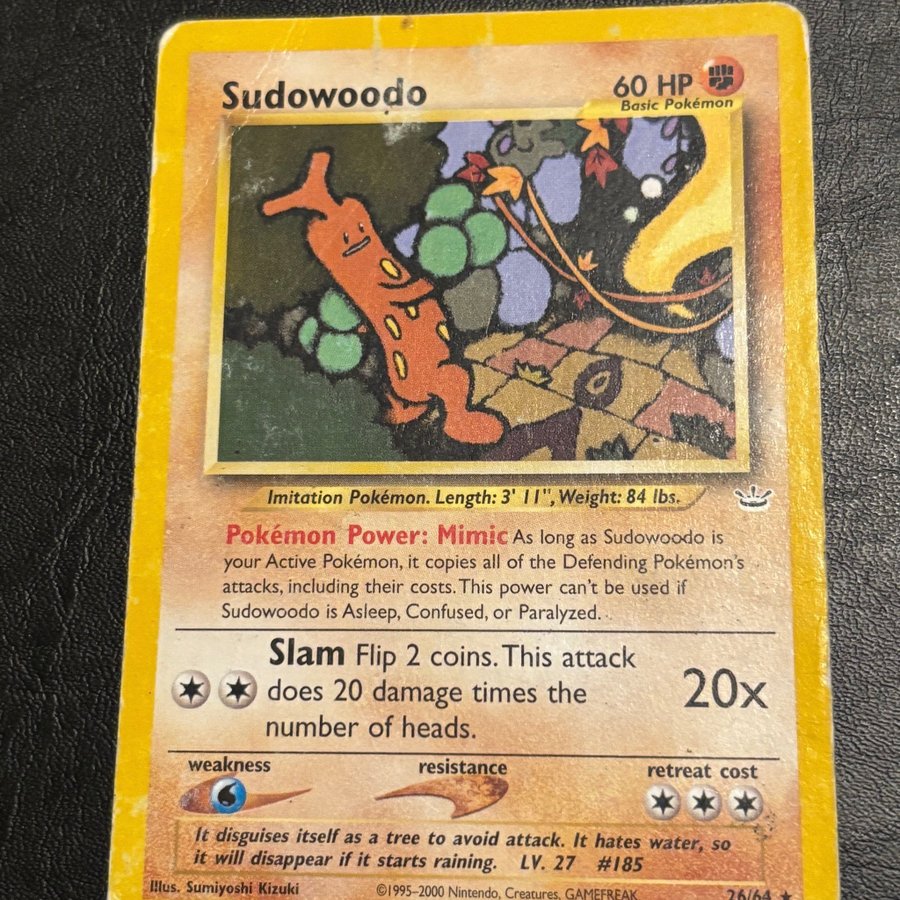 Sudowoodo
60 HP
Basic Pokémon
Imitation Pokémon. Length: 3' 11", Weight: 84 lbs.
Pokémon Power: Mimic As long as Sudowoodo is
your Active Pokémon, it copies all of the Defending Pokémon's
attacks, including their costs. This power can't be used if
Sudowoodo is Asleep, Confused, or Paralyzed.
Slam Flip 2 coins. This attack
does 20 damage times the
number of heads.
20x
weakness
resistance
retreat cost
It disguises itself as a tree to avoid attack. It hates water, so
it will disappear if it starts raining. LV. 27 #185
Illus. Sumiyoshi Kizuki
©1995-2000 Nintendo, Creatures, GAMEFREAK
26/64 ★